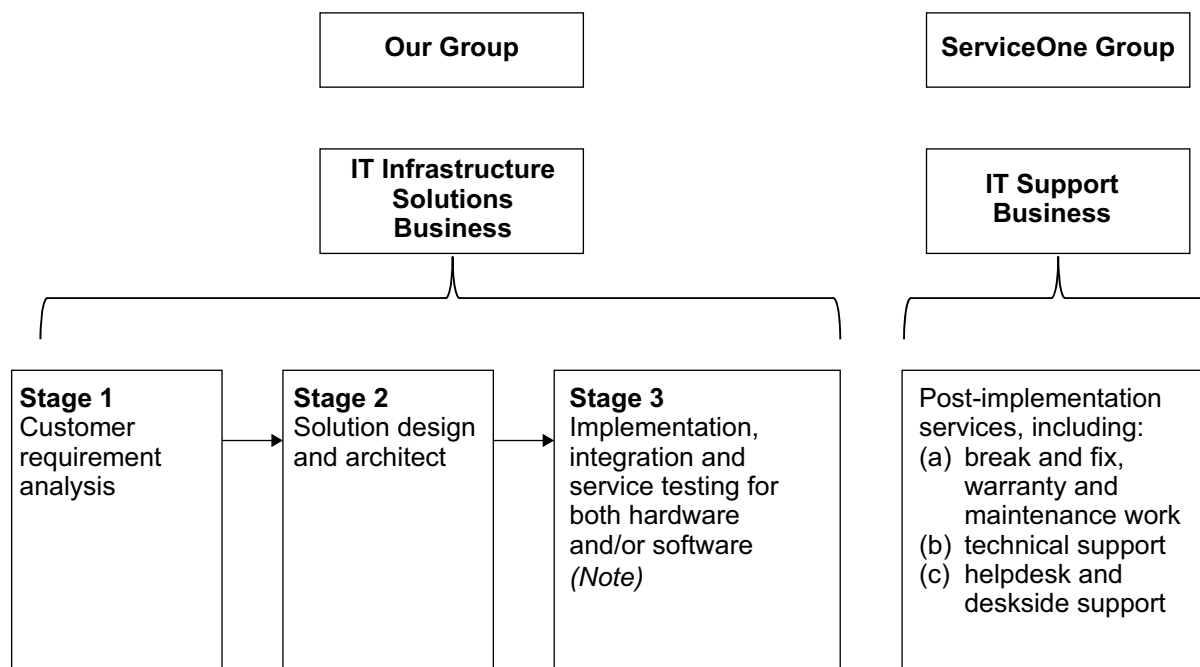 Our Group
ServiceOne Group
IT Infrastructure
Solutions
Business
IT Support
Business
Stage 1
Customer
requirement
analysis
Stage 2
Solution design
and architect
Stage 3
Implementation,
integration and
service testing for
both hardware
and/or software
(Note)
Post-implementation
services, including:
(a) break and fix,
warranty and
maintenance work
(b) technical support
(c) helpdesk and
deskside support